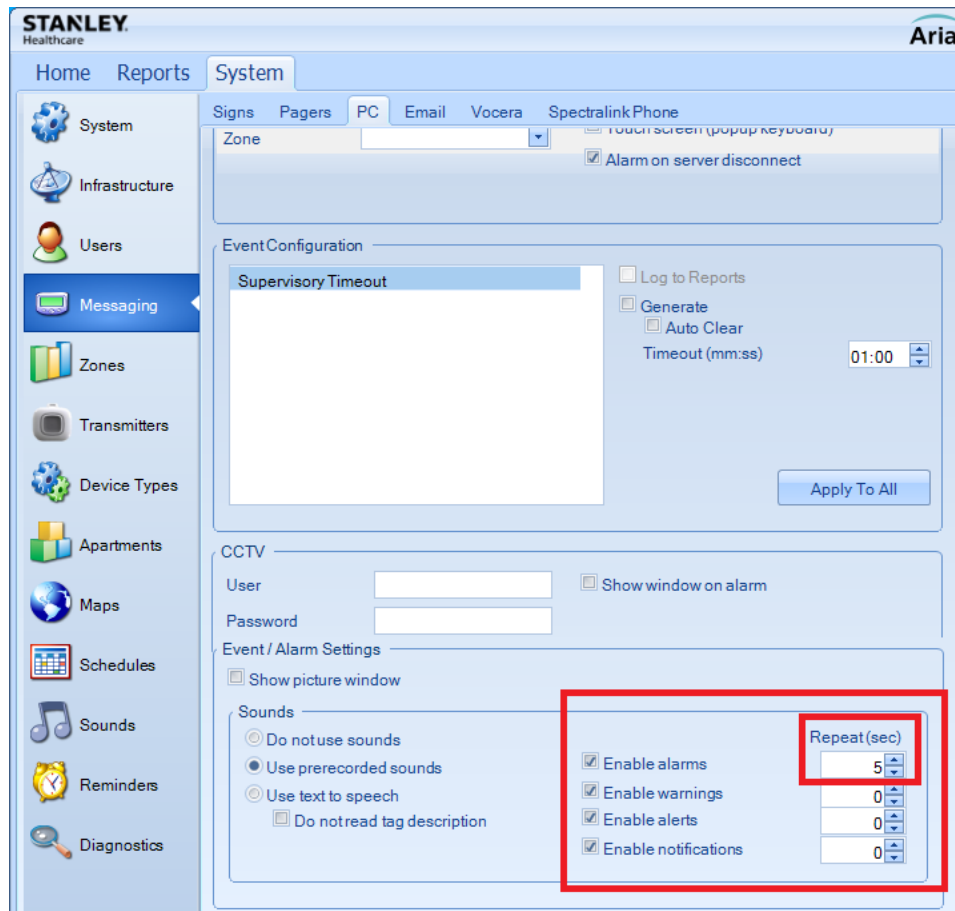 STANLEY.
Healthcare
Aria
Home Reports System
Signs Pagers PC Email Vocera Spectralink Phone
System
Infrastructure
Users
Messaging
Zones
Transmitters
Device Types
Apartments
Maps
Schedules
Sounds
Reminders
Diagnostics
Touch screen (popup keyboard)
Zone
Alarm on server disconnect
Event Configuration
Supervisory Timeout
Log to Reports
Generate
Auto Clear
Timeout (mm:ss) 01:00
Apply To All
CCTV
User
Show window on alarm
Password
Event / Alarm Settings
Show picture window
Sounds
Do not use sounds
Use prerecorded sounds
Use text to speech
Do not read tag description
Repeat (sec)
Enable alarms 5
Enable warnings 0
Enable alerts 0
Enable notifications 0